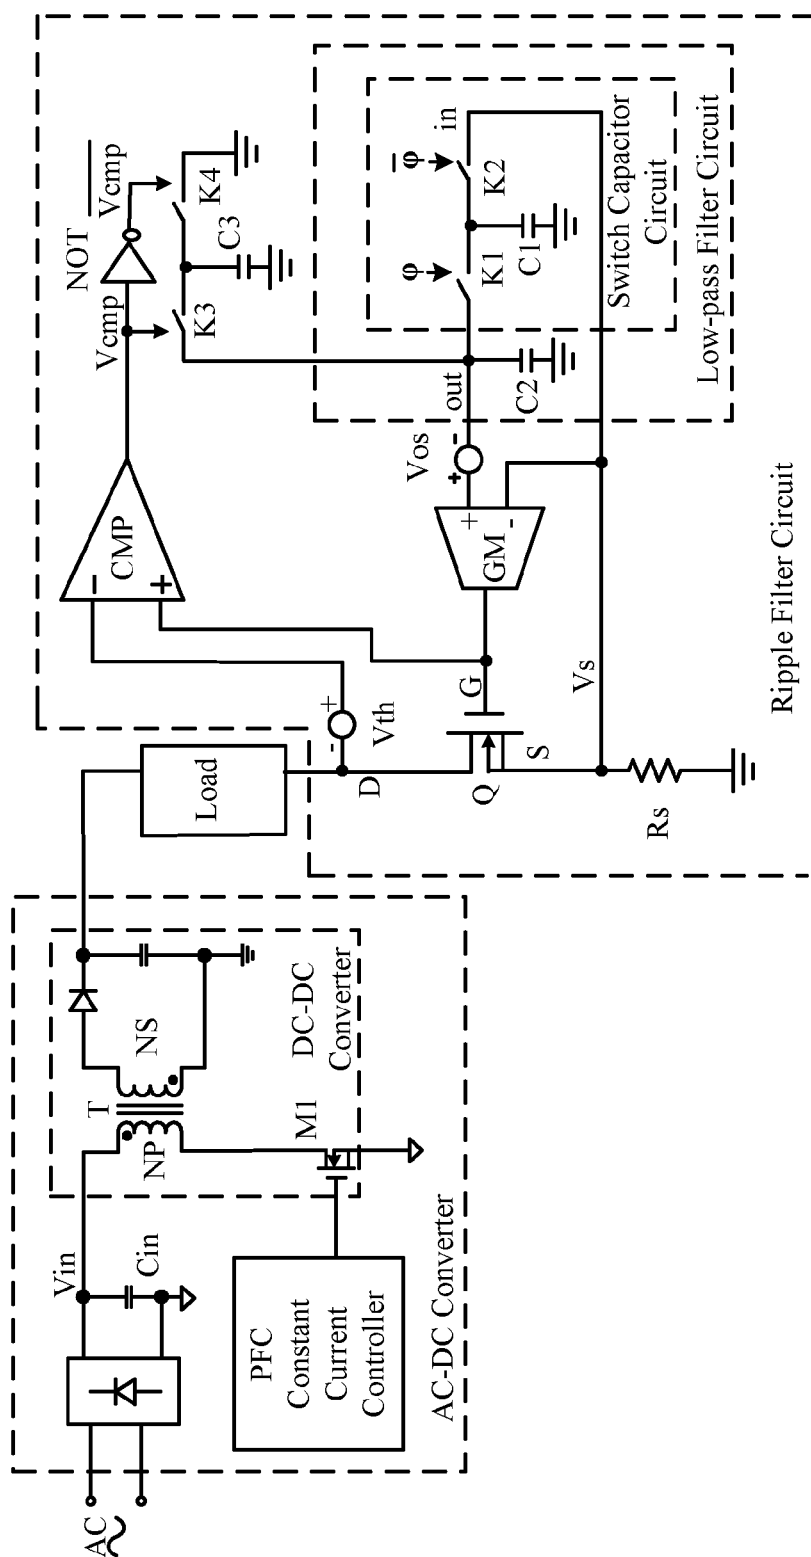 AC
~
Vin
Cin
PFC
Constant
Current
Controller
AC-DC Converter
T
NP
NS
M1
DC-DC
Converter
Load
D
Vth
-
+
G
Q
S
Rs
Vs
CMP
-
+
GM
+
-
Vos
+
-
out
C2
Vcmp
NOT
Vcmp
K3
C3
K4
φ
K1
C1
φ
K2
in
Switch Capacitor
Circuit
Low-pass Filter Circuit
Ripple Filter Circuit